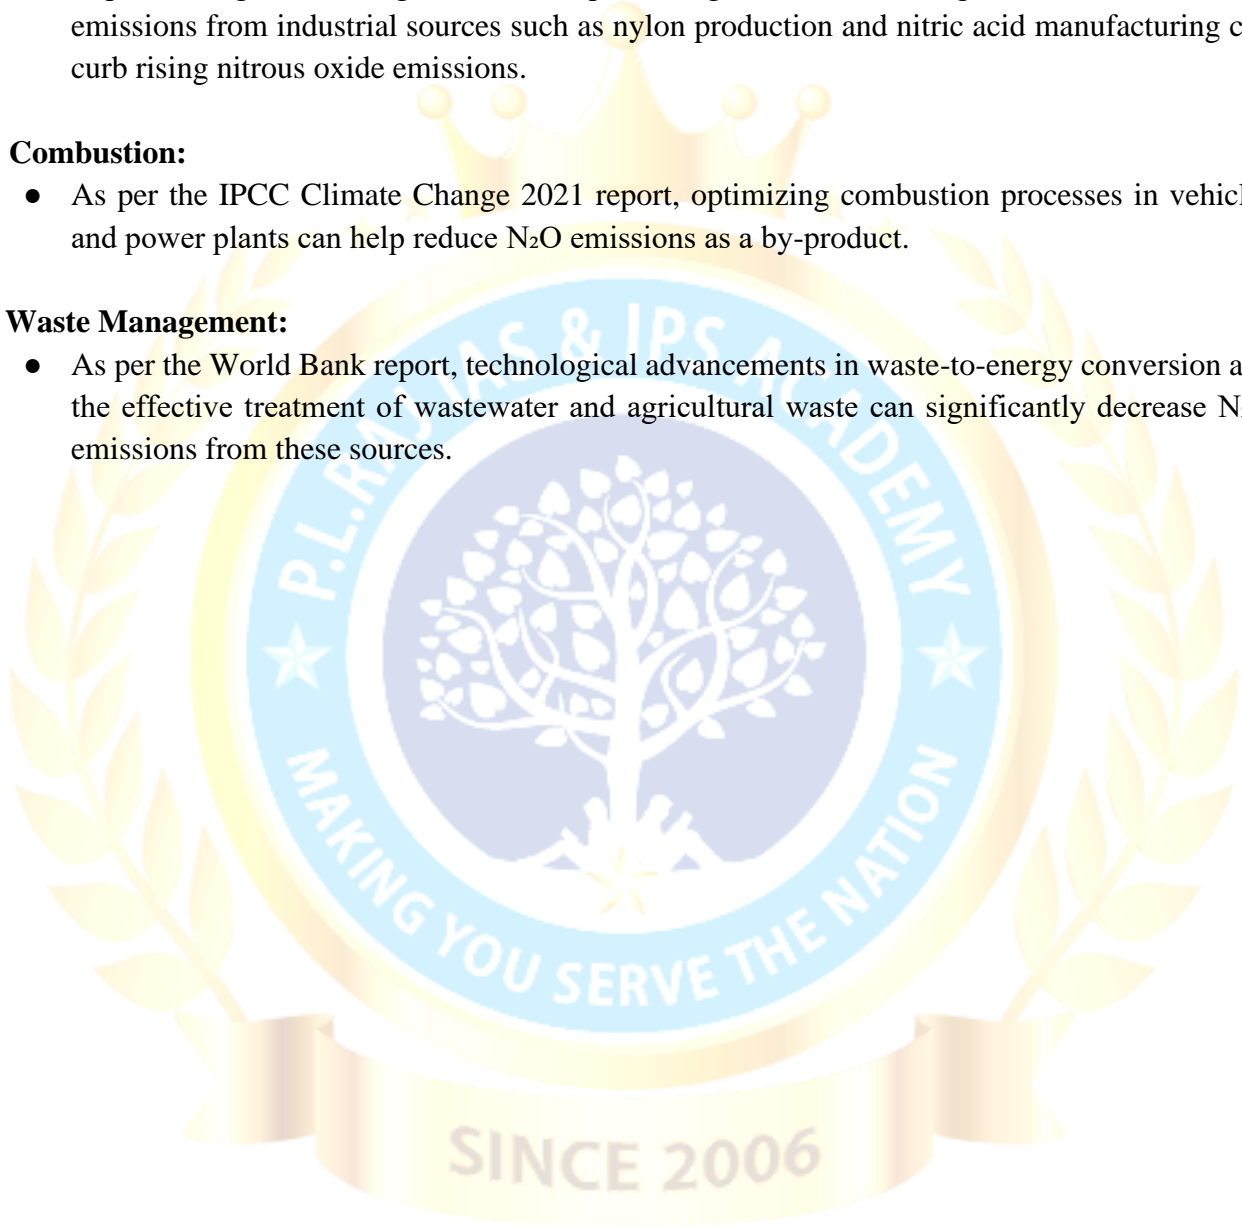 emissions from industrial sources such as nylon production and nitric acid manufacturing c
curb rising nitrous oxide emissions.
Combustion:
● As per the IPCC Climate Change 2021 report, optimizing combustion processes in vehicl
and power plants can help reduce N₂O emissions as a by-product.
Waste Management:
● As per the World Bank report, technological advancements in waste-to-energy conversion a
the effective treatment of wastewater and agricultural waste can significantly decrease N
emissions from these sources.
P.L.RAJ IAS & IPS ACADEMY
MAKING YOU SERVE THE NATION
SINCE 2006